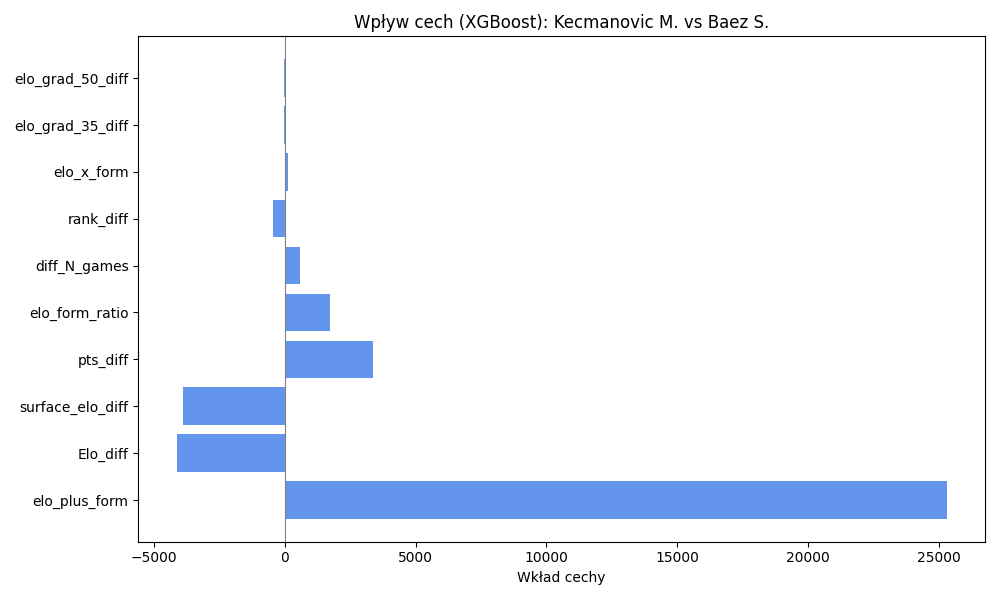 Wpływ cech (XGBoost): Kecmanovic M. vs Baez S.
elo_grad_50_diff
elo_grad_35_diff
elo_x_form
rank_diff
diff_N_games
elo_form_ratio
pts_diff
surface_elo_diff
Elo_diff
elo_plus_form
−5000 0 5000 10000 15000 20000 25000
Wkład cechy